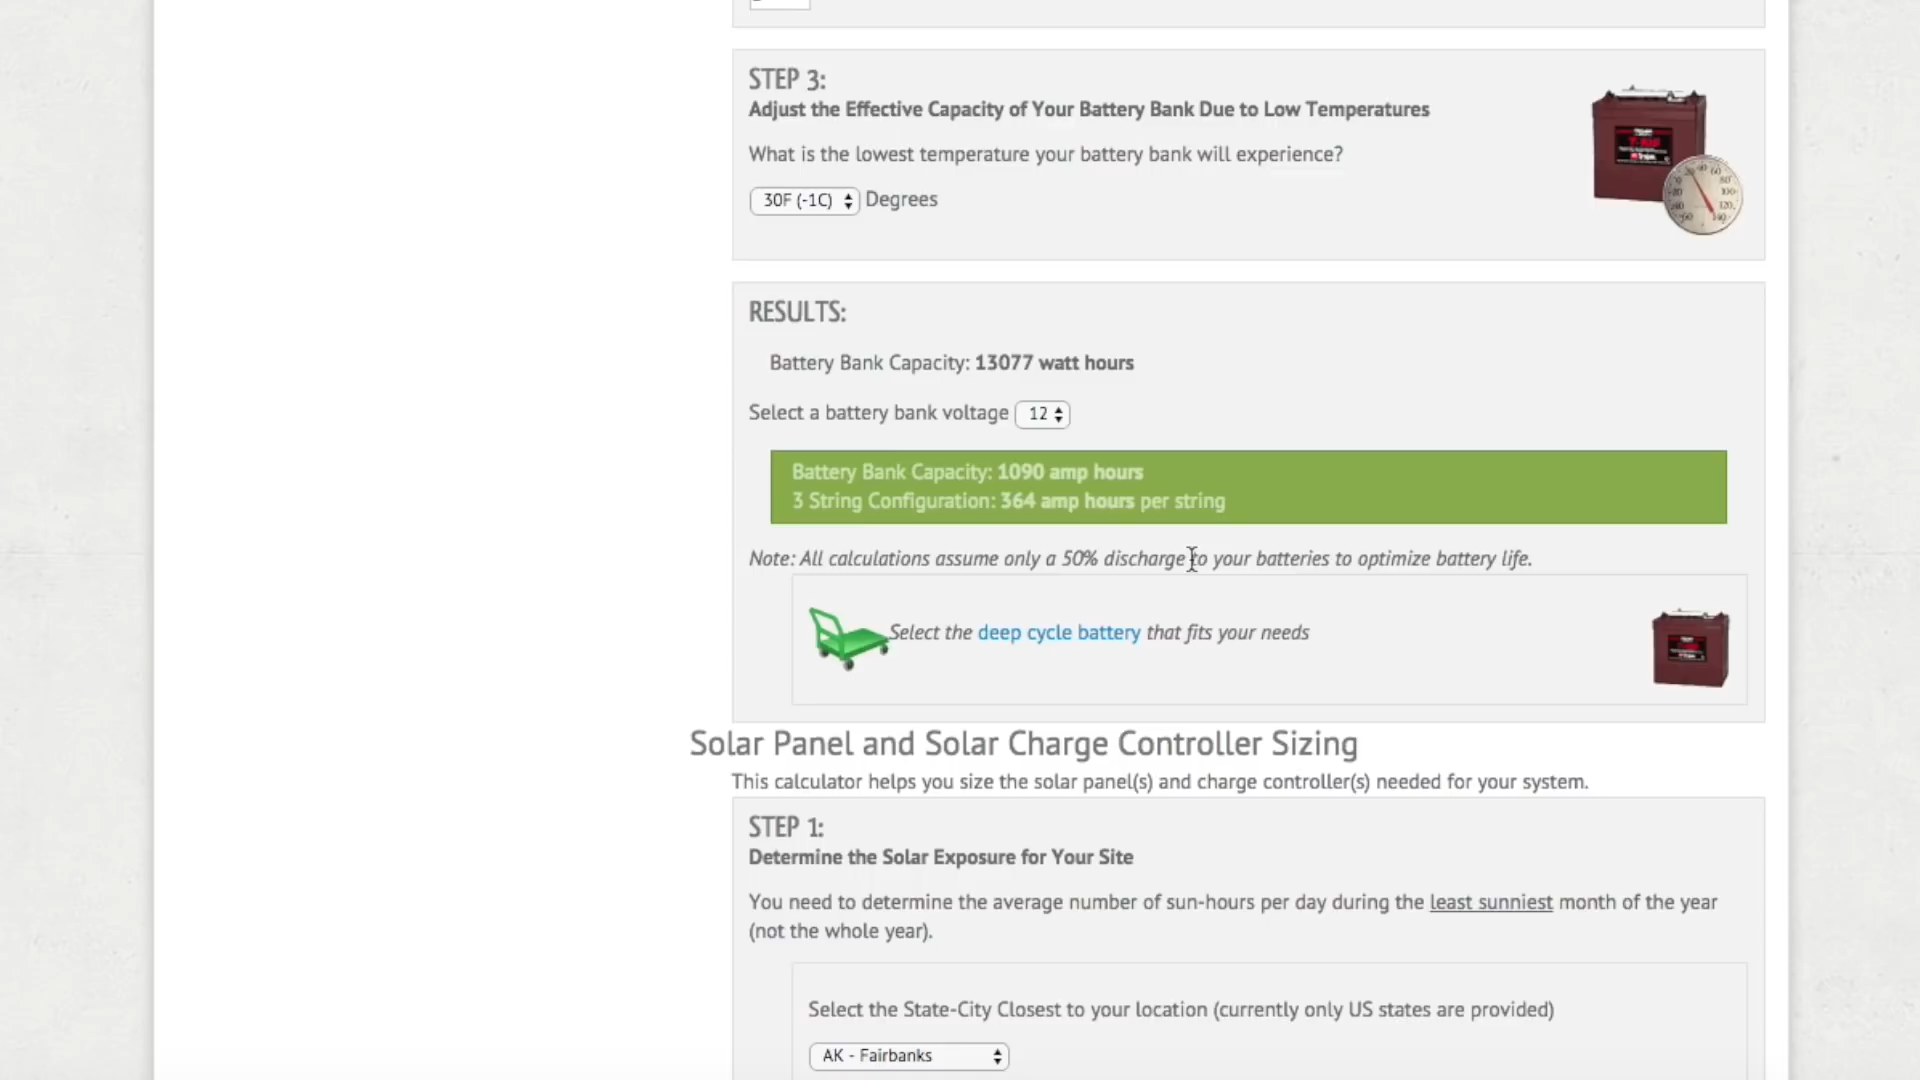 STEP 3:
Adjust the Effective Capacity of Your Battery Bank Due to Low Temperatures
What is the lowest temperature your battery bank will experience?
30F (-1C) Degrees
RESULTS:
Battery Bank Capacity: 13077 watt hours
Select a battery bank voltage 12
Battery Bank Capacity: 1090 amp hours
3 String Configuration: 364 amp hours per string
Note: All calculations assume only a 50% discharge to your batteries to optimize battery life.
Select the deep cycle battery that fits your needs
Solar Panel and Solar Charge Controller Sizing
This calculator helps you size the solar panel(s) and charge controller(s) needed for your system.
STEP 1:
Determine the Solar Exposure for Your Site
You need to determine the average number of sun-hours per day during the least sunniest month of the year
(not the whole year).
Select the State-City Closest to your location (currently only US states are provided)
AK - Fairbanks